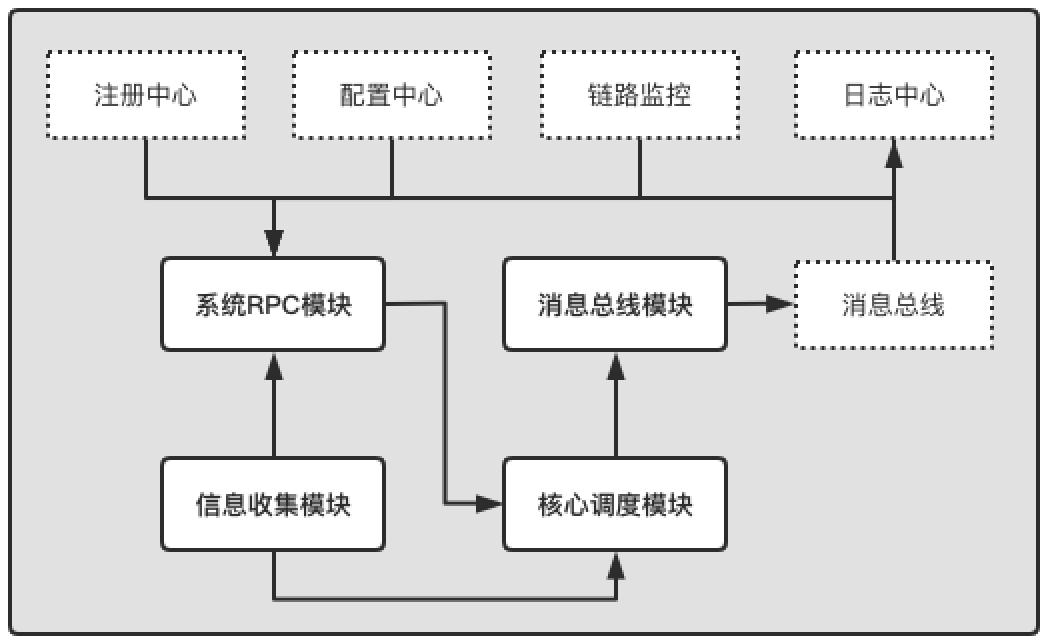 注册中心
配置中心
链路监控
日志中心
系统RPC模块
消息总线模块
消息总线
信息收集模块
核心调度模块